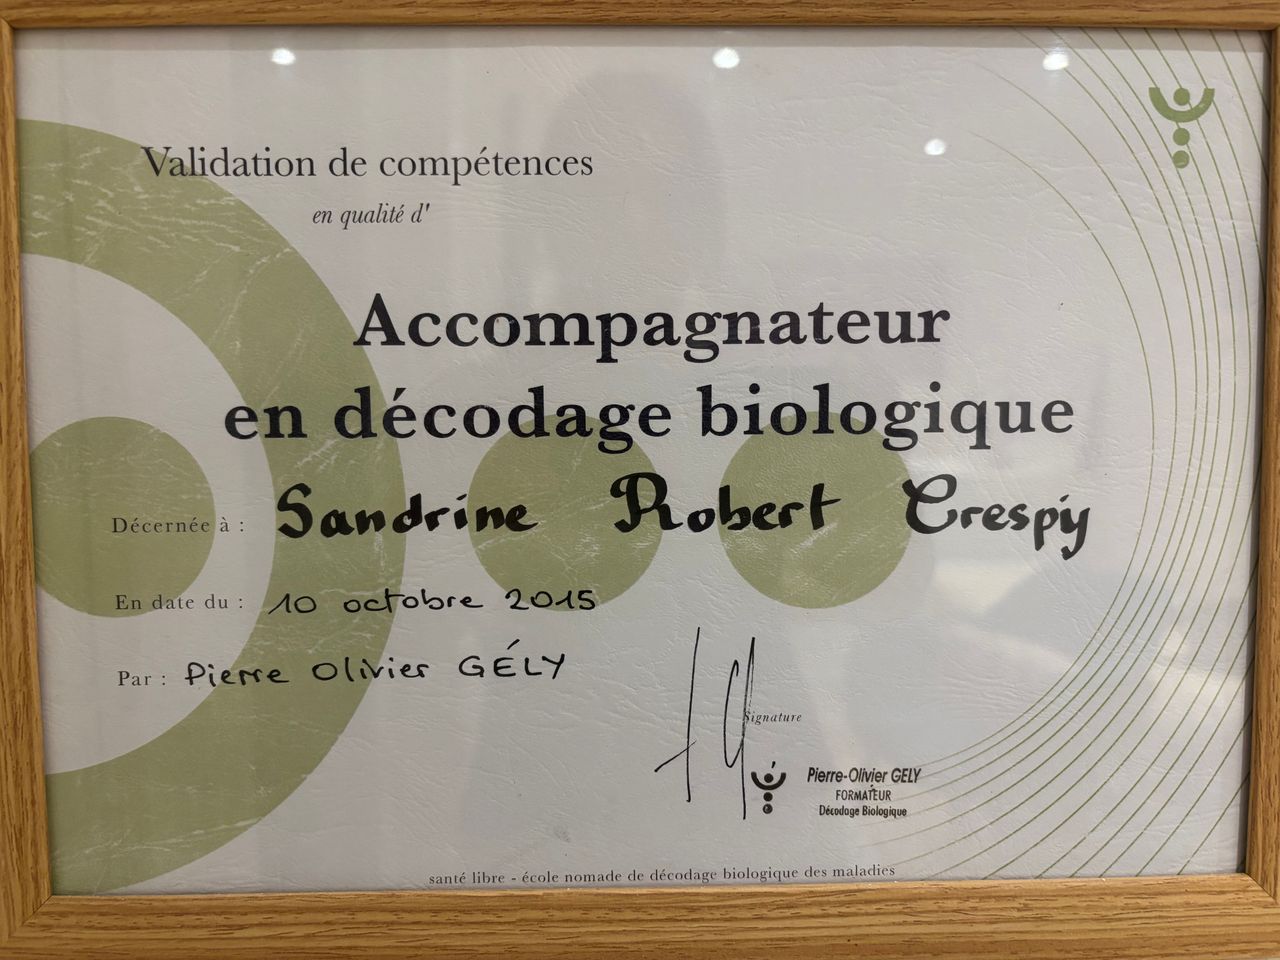 Validation de compétences
en qualité d'
Accompagnateur
en décodage biologique
Décernée à : Sandrine Robert Crespy
En date du : 10 octobre 2015
Par : Pierre Olivier GÉLY
Signature
Pierre-Olivier GELY
FORMATEUR
Décodage Biologique
santé libre - école nomade de décodage biologique des maladies